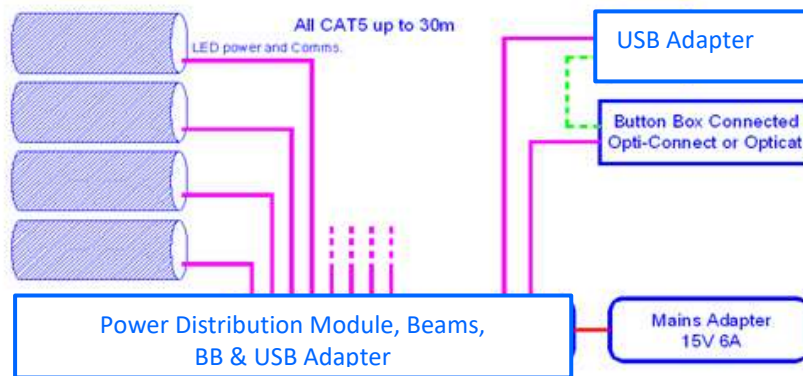 All CAT5 up to 30m
LED power and Comms.
USB Adapter
Button Box Connected
Opti-Connect or Opticat
Power Distribution Module, Beams,
BB & USB Adapter
Mains Adapter
15V 6A